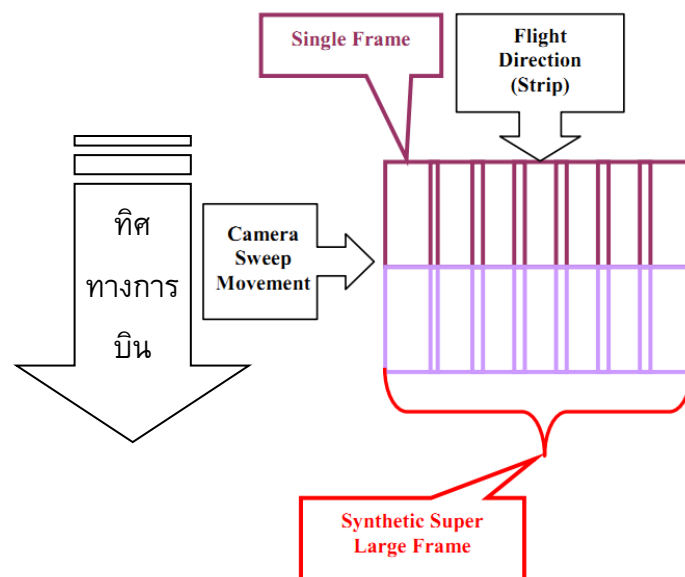 Single Frame
Flight
Direction
(Strip)
ทิศ
ทางการ
บิน
Camera
Sweep
Movement
Synthetic Super
Large Frame